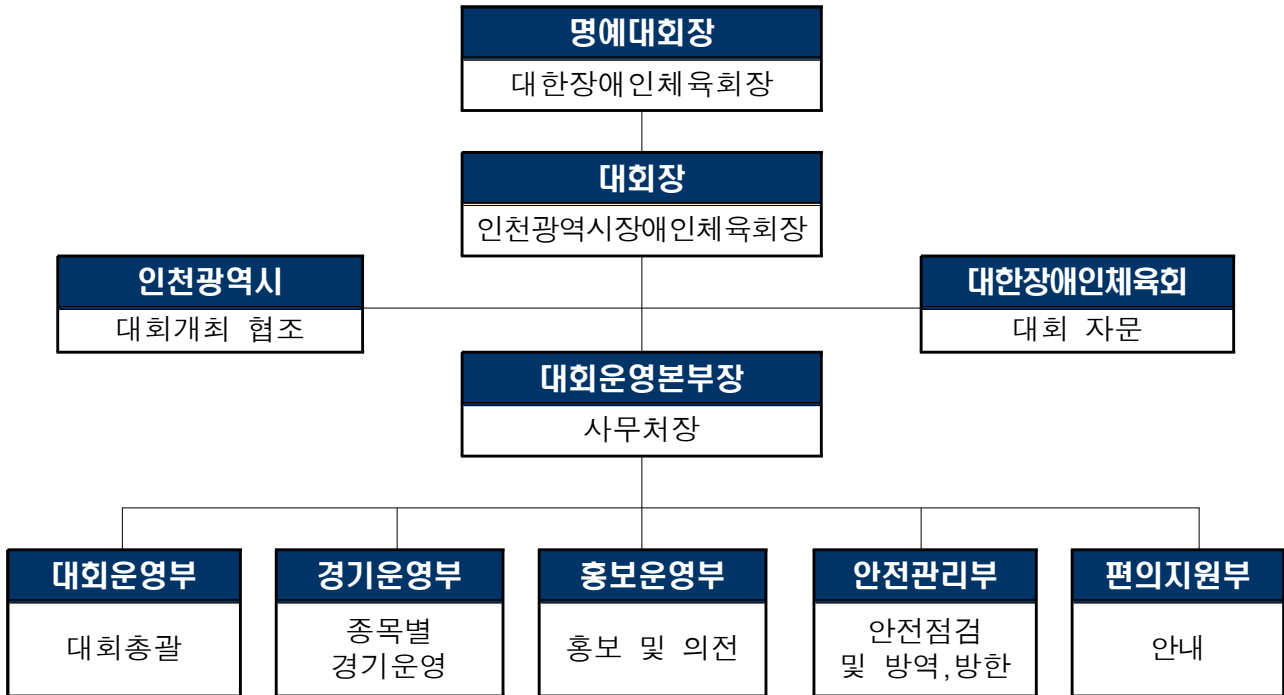 명예대회장
대한장애인체육회장
대회장
인천광역시장애인체육회장
인천광역시
대회개최 협조
대한장애인체육회
대회 자문
대회운영본부장
사무처장
대회운영부
대회총괄
경기운영부
종목별
경기운영
홍보운영부
홍보 및 의전
안전관리부
안전점검
및 방역,방한
편의지원부
안내